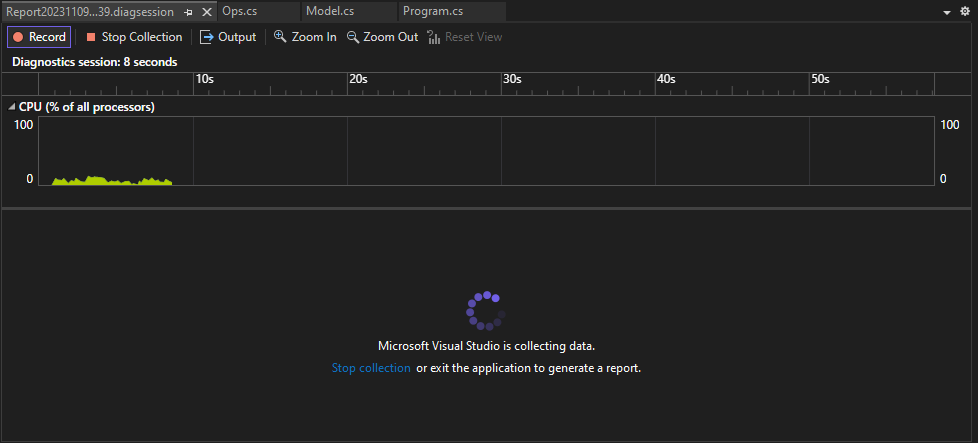 Report20231109...39.diagsession Ops.cs Model.cs Program.cs
Record Stop Collection Output Zoom In Zoom Out Reset View
Diagnostics session: 8 seconds
10s 20s 30s 40s 50s
CPU (% of all processors)
100 100
0 0
Microsoft Visual Studio is collecting data.
Stop collection or exit the application to generate a report.